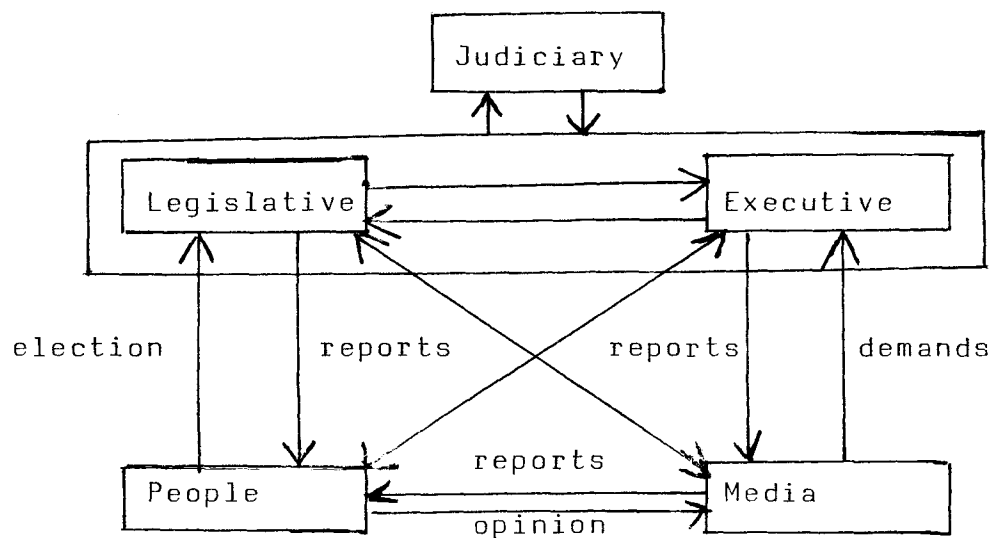 Judiciary
Legislative
Executive
election
reports
reports
demands
reports
People
Media
opinion